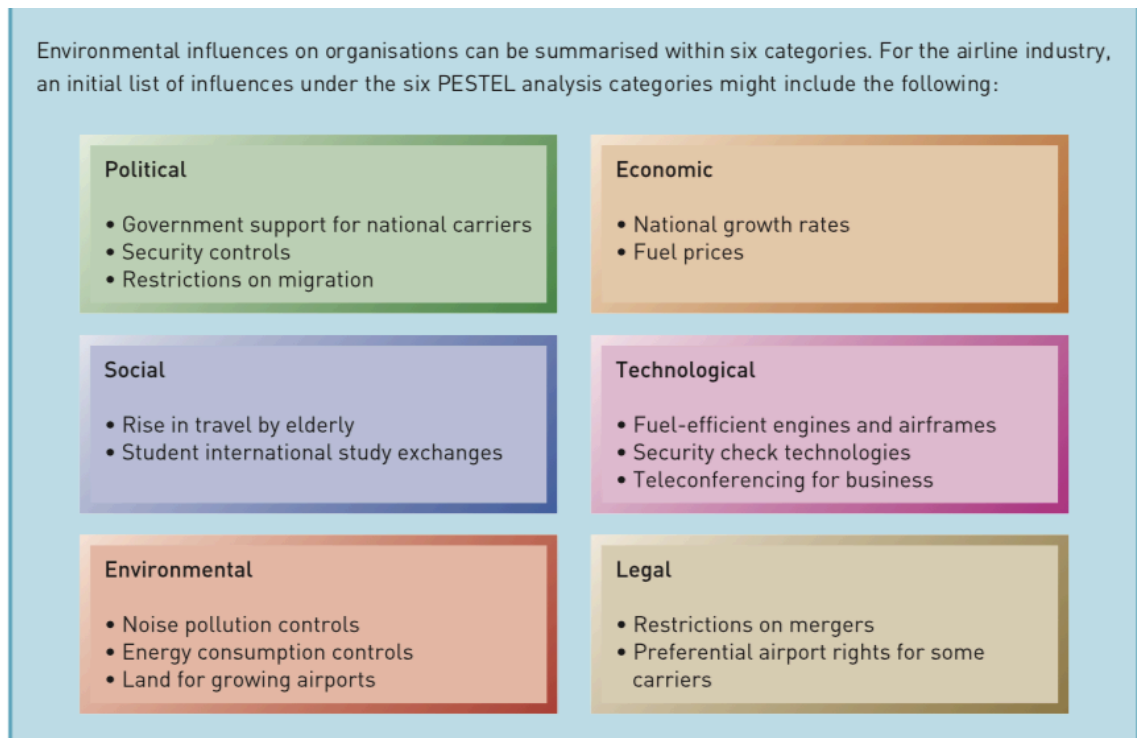 Environmental influences on organisations can be summarised within six categories. For the airline industry,
an initial list of influences under the six PESTEL analysis categories might include the following:
Political
• Government support for national carriers
• Security controls
• Restrictions on migration
Economic
• National growth rates
• Fuel prices
Social
• Rise in travel by elderly
• Student international study exchanges
Technological
• Fuel-efficient engines and airframes
• Security check technologies
• Teleconferencing for business
Environmental
• Noise pollution controls
• Energy consumption controls
• Land for growing airports
Legal
• Restrictions on mergers
• Preferential airport rights for some
carriers